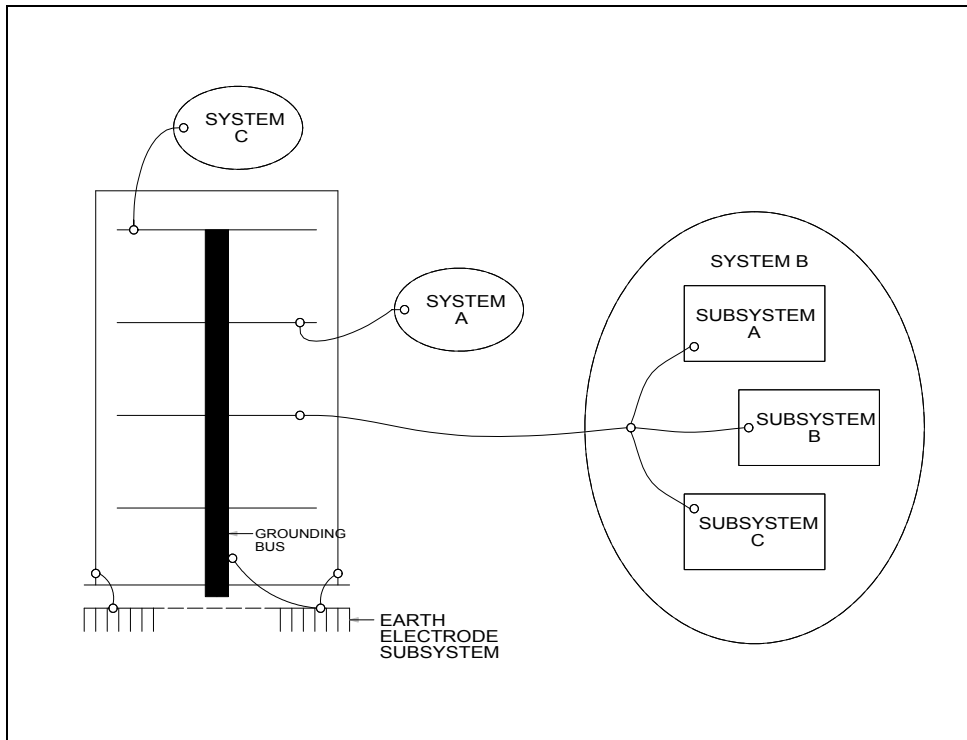 SYSTEM
C
SYSTEM
A
SYSTEM B
SUBSYSTEM
A
SUBSYSTEM
B
SUBSYSTEM
C
GROUNDING
BUS
EARTH
ELECTRODE
SUBSYSTEM